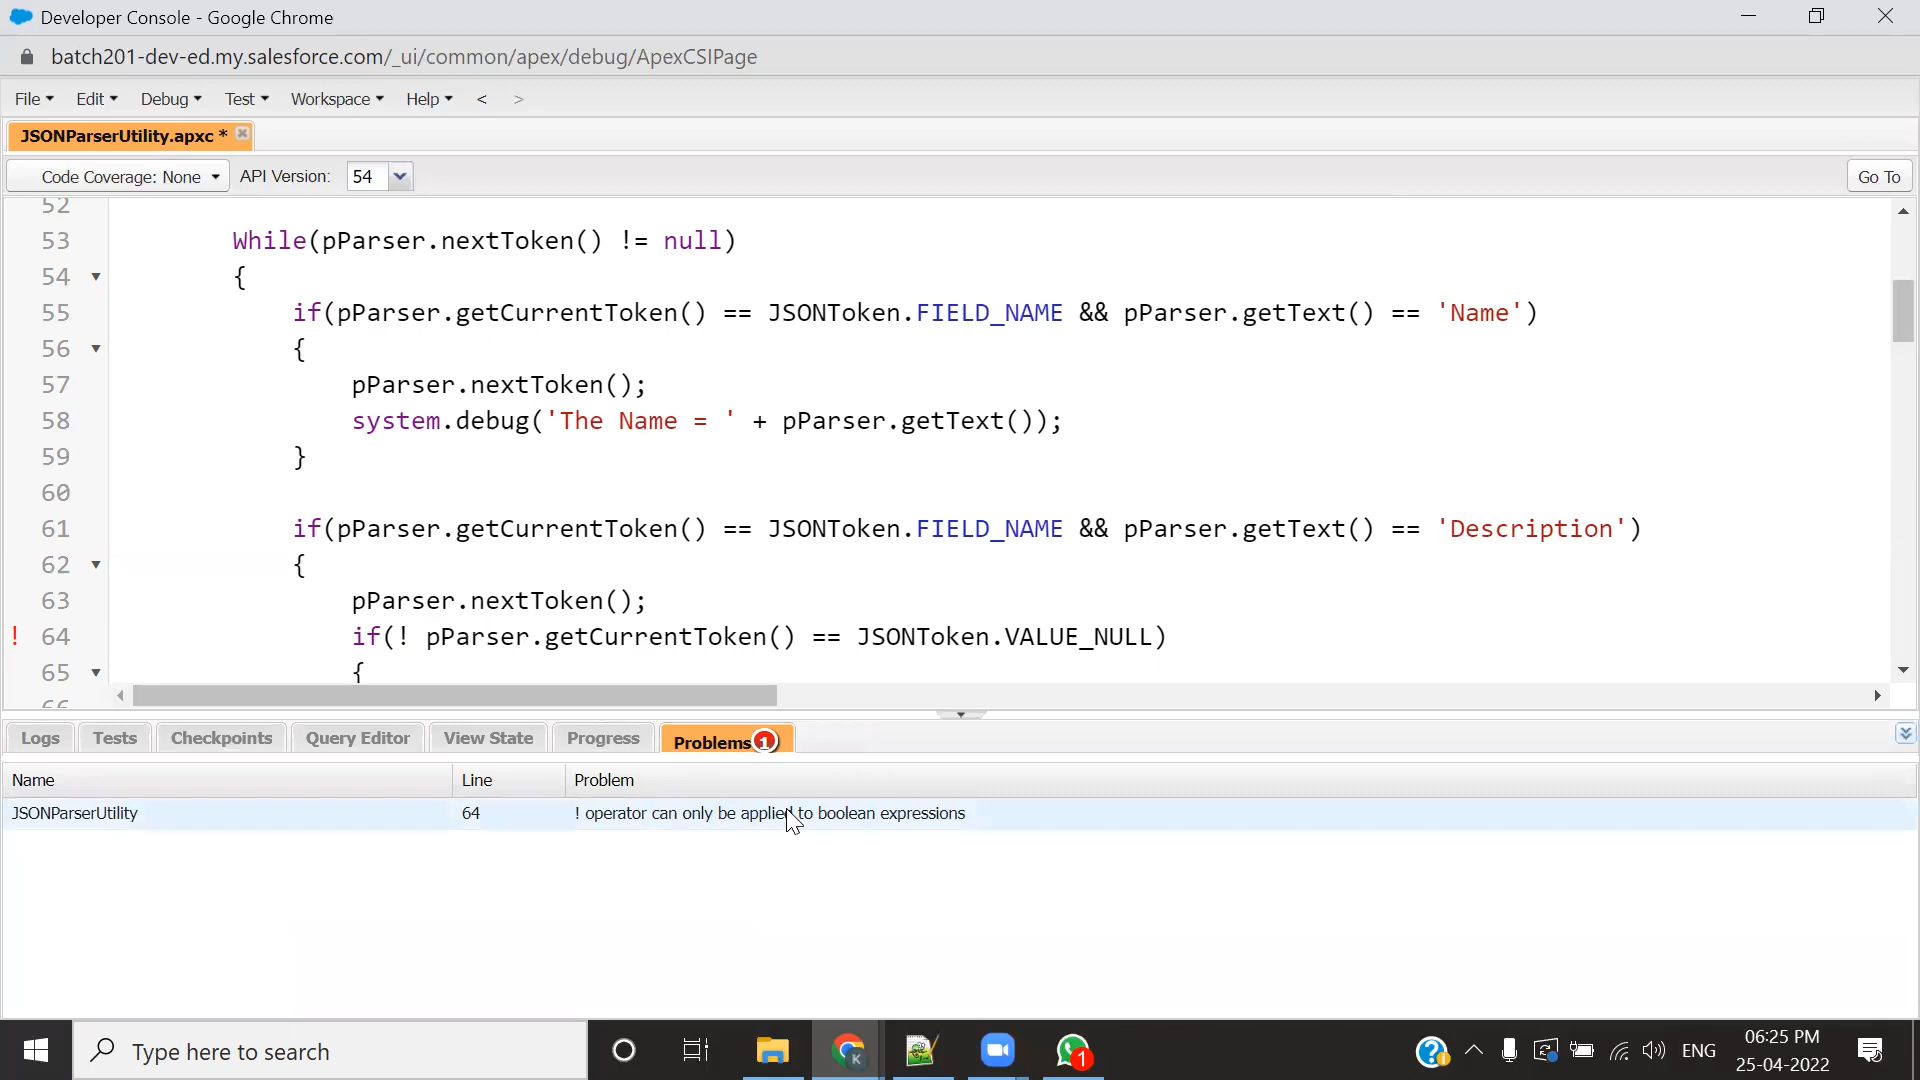 Developer Console - Google Chrome
batch201-dev-ed.my.salesforce.com/_ui/common/apex/debug/ApexCSIPage
File Edit Debug Test Workspace Help < >
JSONParserUtility.apxc *
Code Coverage: None API Version: 54 Go To
52
53 While(pParser.nextToken() != null)
54 {
55 if(pParser.getCurrentToken() == JSONToken.FIELD_NAME && pParser.getText() == 'Name')
56 {
57 pParser.nextToken();
58 system.debug('The Name = ' + pParser.getText());
59 }
60
61 if(pParser.getCurrentToken() == JSONToken.FIELD_NAME && pParser.getText() == 'Description')
62 {
63 pParser.nextToken();
! 64 if(! pParser.getCurrentToken() == JSONToken.VALUE_NULL)
65 {
66
Logs Tests Checkpoints Query Editor View State Progress Problems 1
Name Line Problem
JSONParserUtility 64 ! operator can only be applied to boolean expressions
Type here to search
K
1
ENG
06:25 PM
25-04-2022